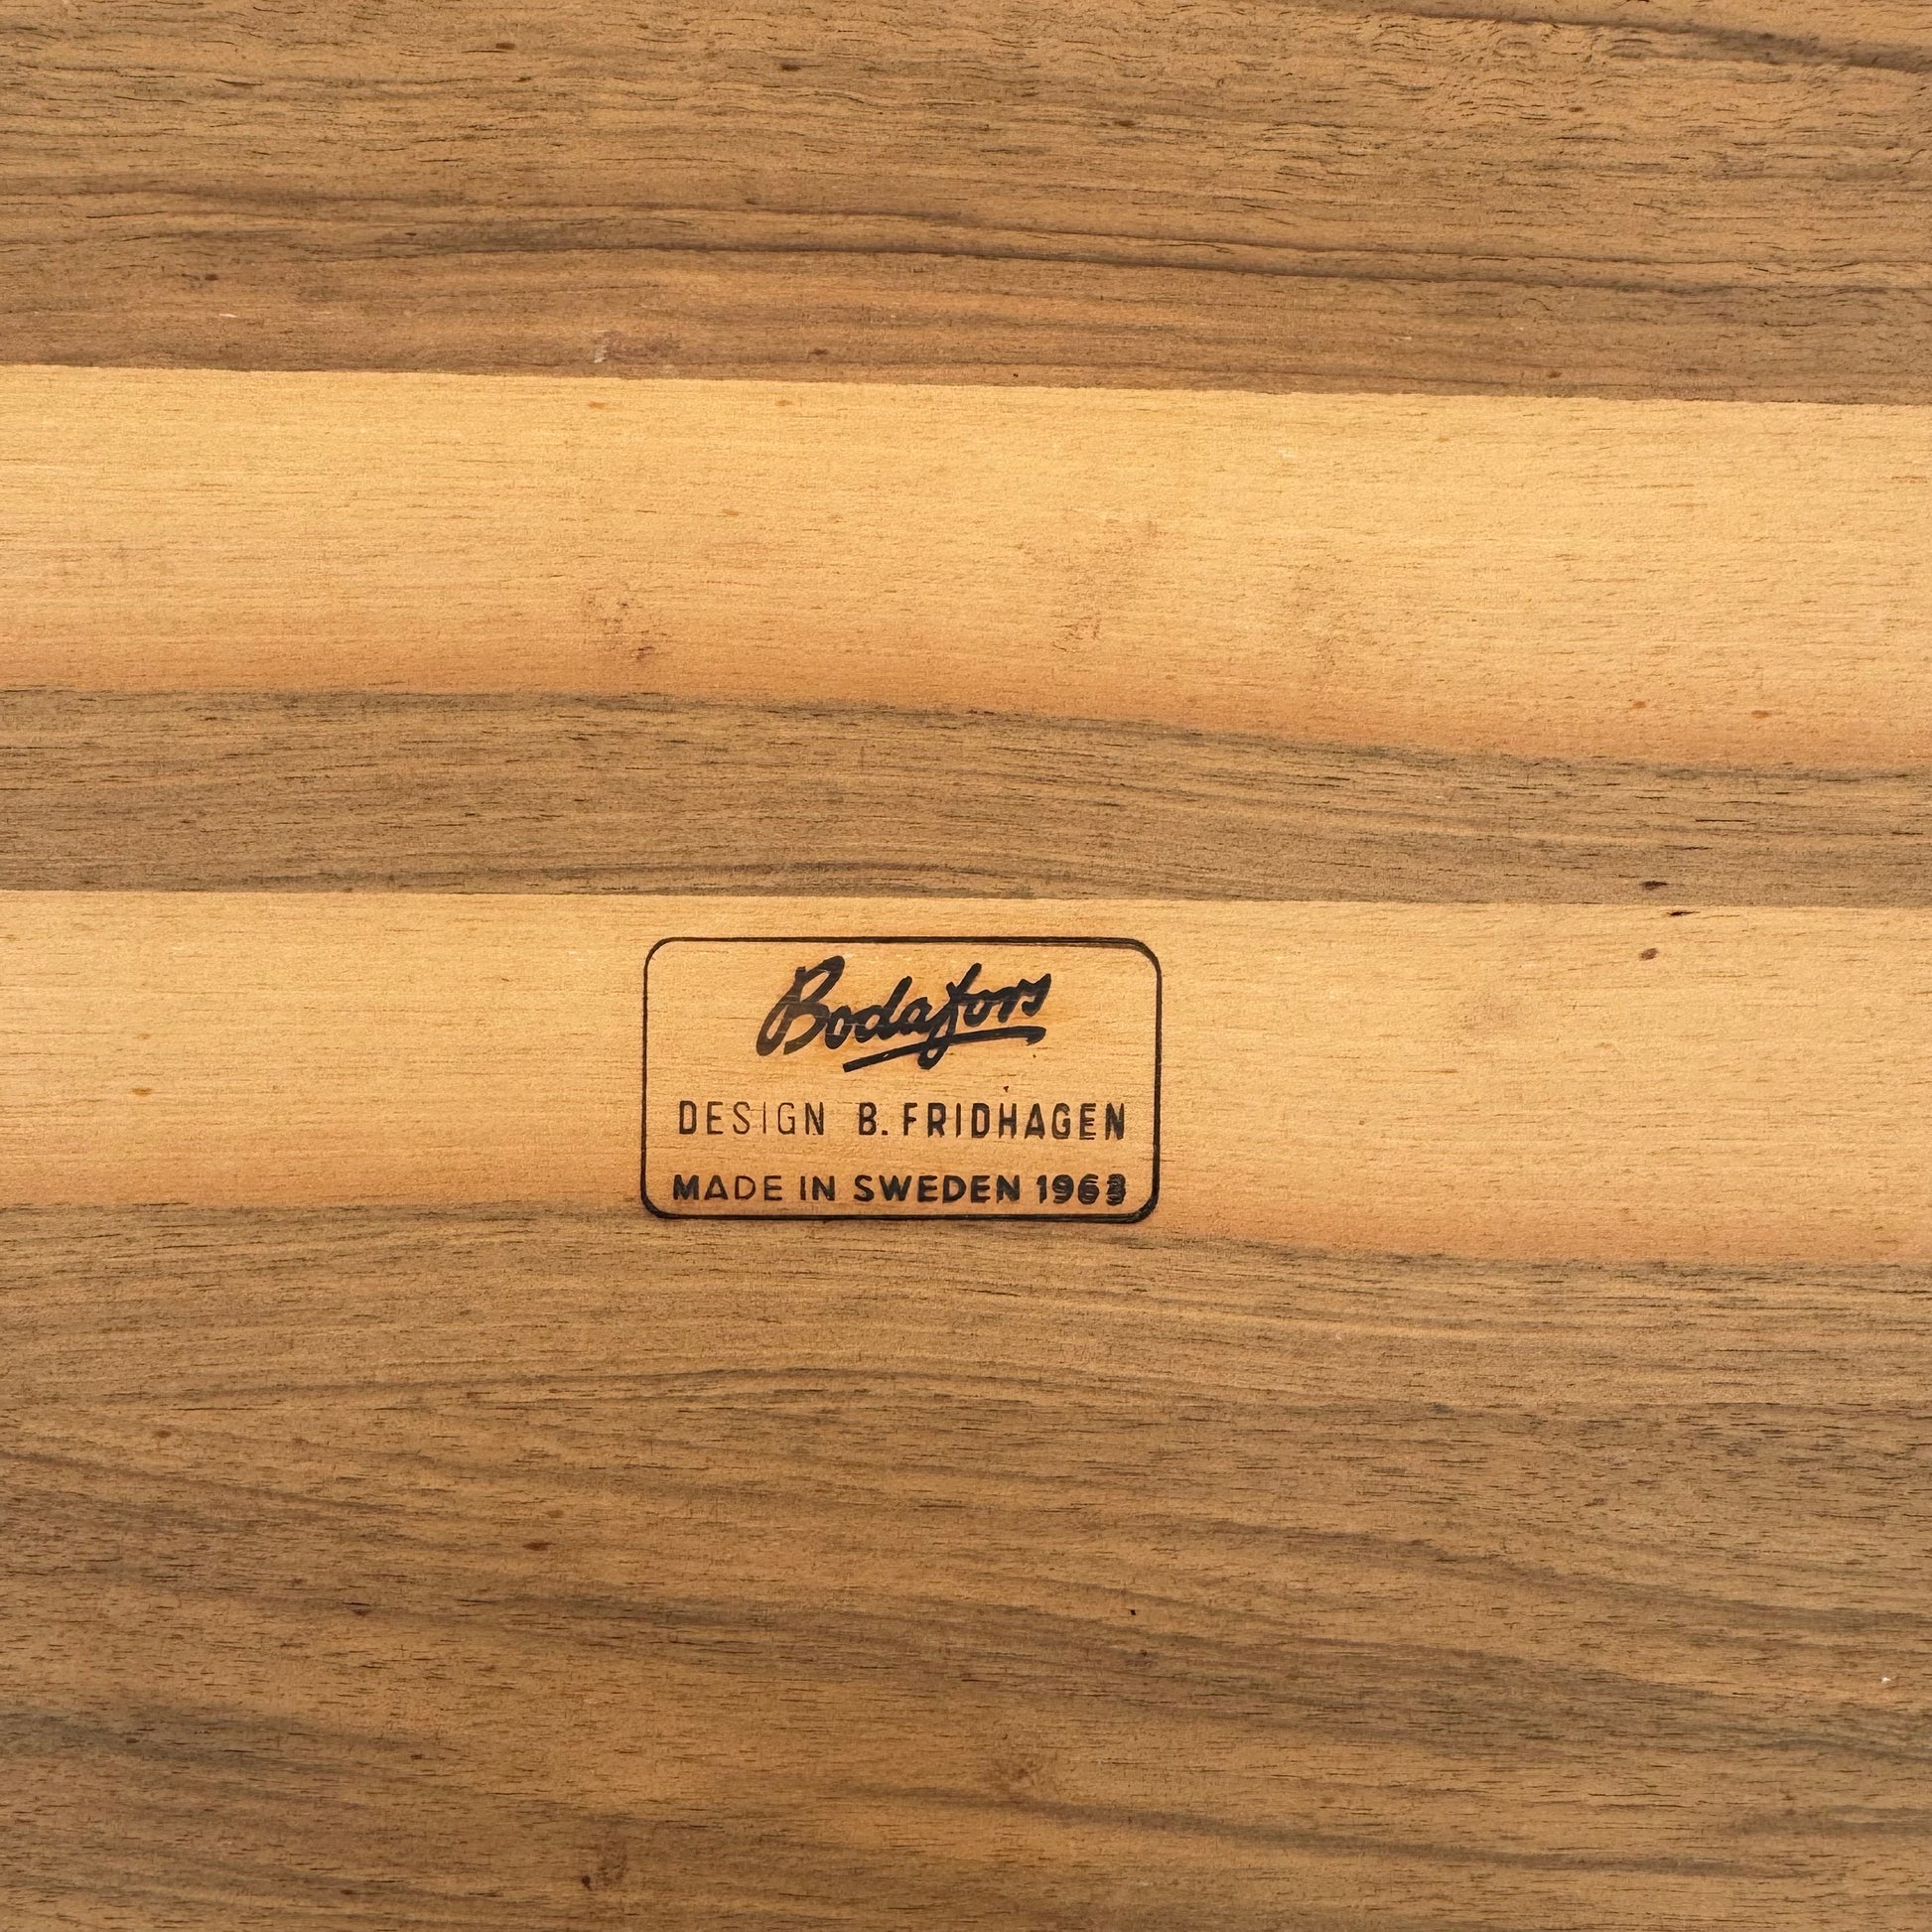 Bodafors
DESIGN B. FRIDHAGEN
MADE IN SWEDEN 1963